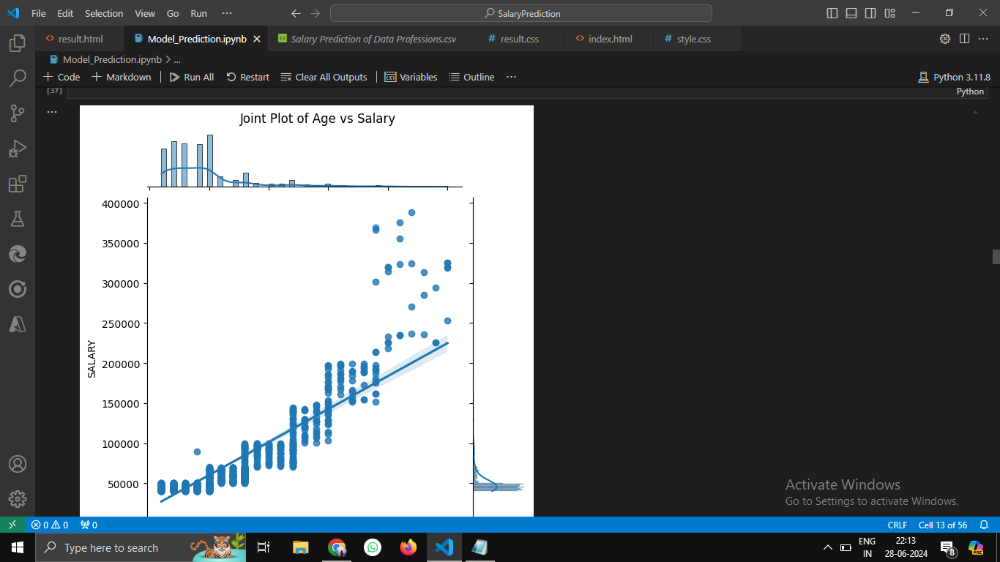 File Edit Selection View Go Run ··· SalaryPrediction
result.html Model_Prediction.ipynb Salary Prediction of Data Professions.csv # result.css index.html # style.css
Model_Prediction.ipynb > ...
Code Markdown Run All Restart Clear All Outputs Variables Outline ··· Python 3.11.8
[37] Python
Joint Plot of Age vs Salary
400000
350000
300000
250000
200000
150000
100000
50000
SALARY
Activate Windows
Go to Settings to activate Windows.
0 0 0 CRLF Cell 13 of 56
Type here to search
ENG
IN
22:13
28-06-2024
8
PRE